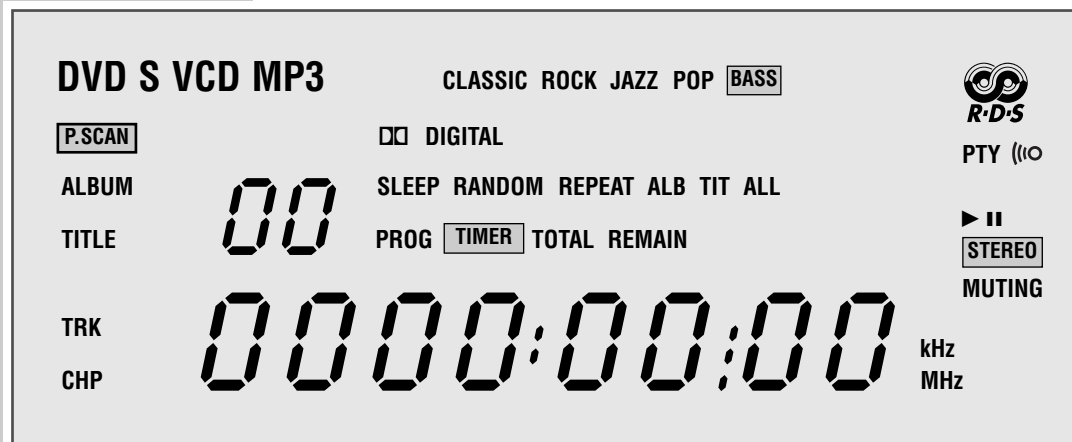 DVD S VCD MP3 CLASSIC ROCK JAZZ POP BASS
R·D·S
P.SCAN DIGITAL PTY
ALBUM 00 SLEEP RANDOM REPEAT ALB TIT ALL
TITLE PROG TIMER TOTAL REMAIN STEREO
MUTING
TRK 0000:00:00 kHz
CHP MHz